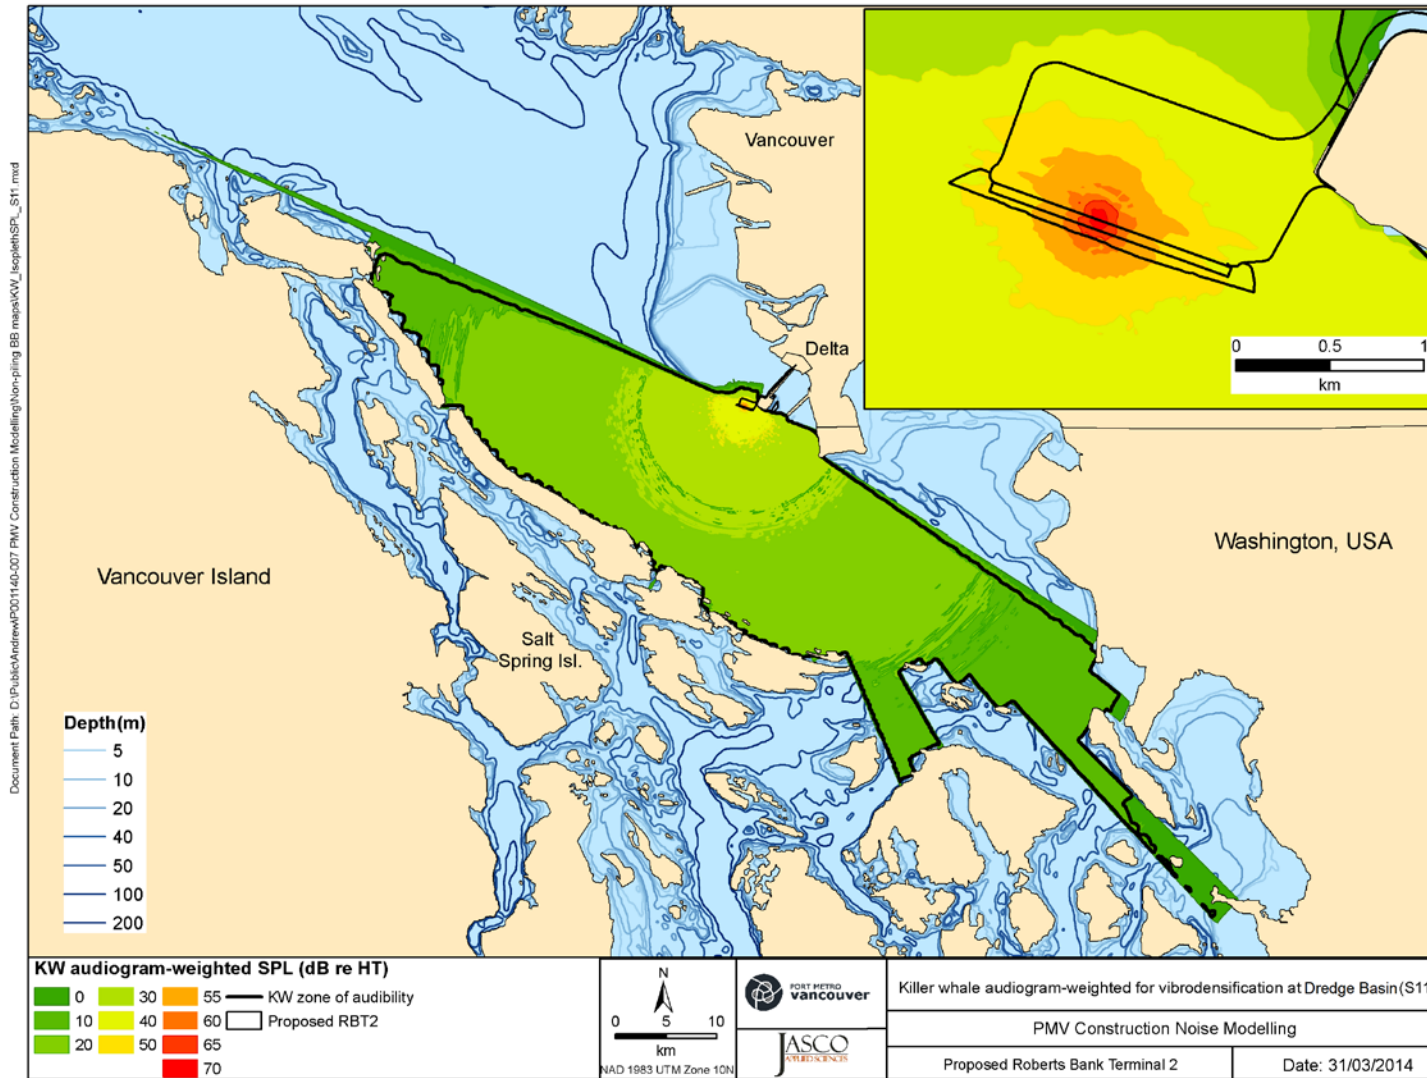 Document Path: D:\Public\Andrew\P001140-007 PMV Construction Modelling\Non-piling BB maps\KW_IsoplethSPL_S11.mxd
Vancouver
Delta
0 0.5 1
km
Vancouver Island
Washington, USA
Salt
Spring Isl.
Depth(m)
5
10
20
40
50
100
200
KW audiogram-weighted SPL (dB re HT)
0 30 55 KW zone of audibility
10 40 60 Proposed RBT2
20 50 65
70
N
0 5 10
km
NAD 1983 UTM Zone 10N
PORT METRO
vancouver
JASCO
APPLIED SCIENCES
Killer whale audiogram-weighted for vibrodensification at Dredge Basin (S11
PMV Construction Noise Modelling
Proposed Roberts Bank Terminal 2
Date: 31/03/2014